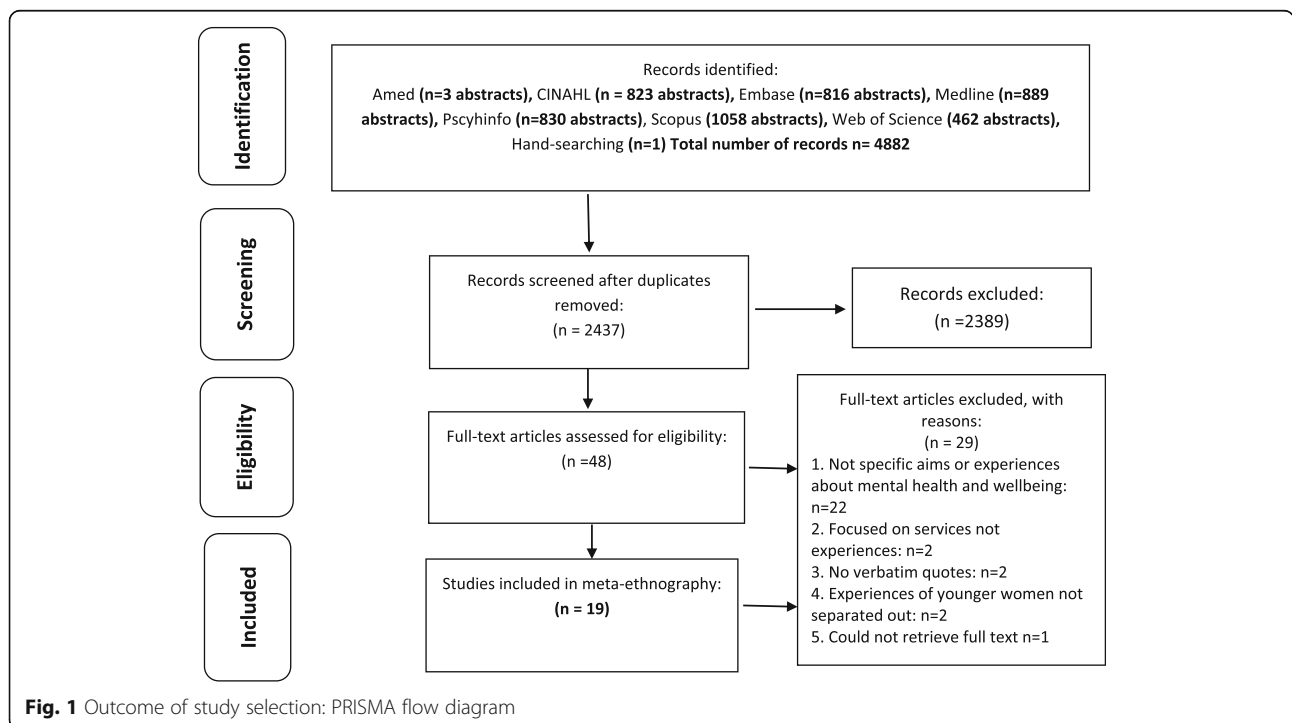 Identification
Records identified:
Amed (n=3 abstracts), CINAHL (n = 823 abstracts), Embase (n=816 abstracts), Medline (n=889
abstracts), Pscyhinfo (n=830 abstracts), Scopus (1058 abstracts), Web of Science (462 abstracts),
Hand-searching (n=1) Total number of records n= 4882
Screening
Records screened after duplicates
removed:
(n = 2437)
Records excluded:
(n =2389)
Eligibility
Full-text articles assessed for eligibility:
(n =48)
Full-text articles excluded, with
reasons:
(n = 29)
1. Not specific aims or experiences
about mental health and wellbeing:
n=22
2. Focused on services not
experiences: n=2
3. No verbatim quotes: n=2
4. Experiences of younger women not
separated out: n=2
5. Could not retrieve full text n=1
Included
Studies included in meta-ethnography:
(n = 19)
Fig. 1 Outcome of study selection: PRISMA flow diagram